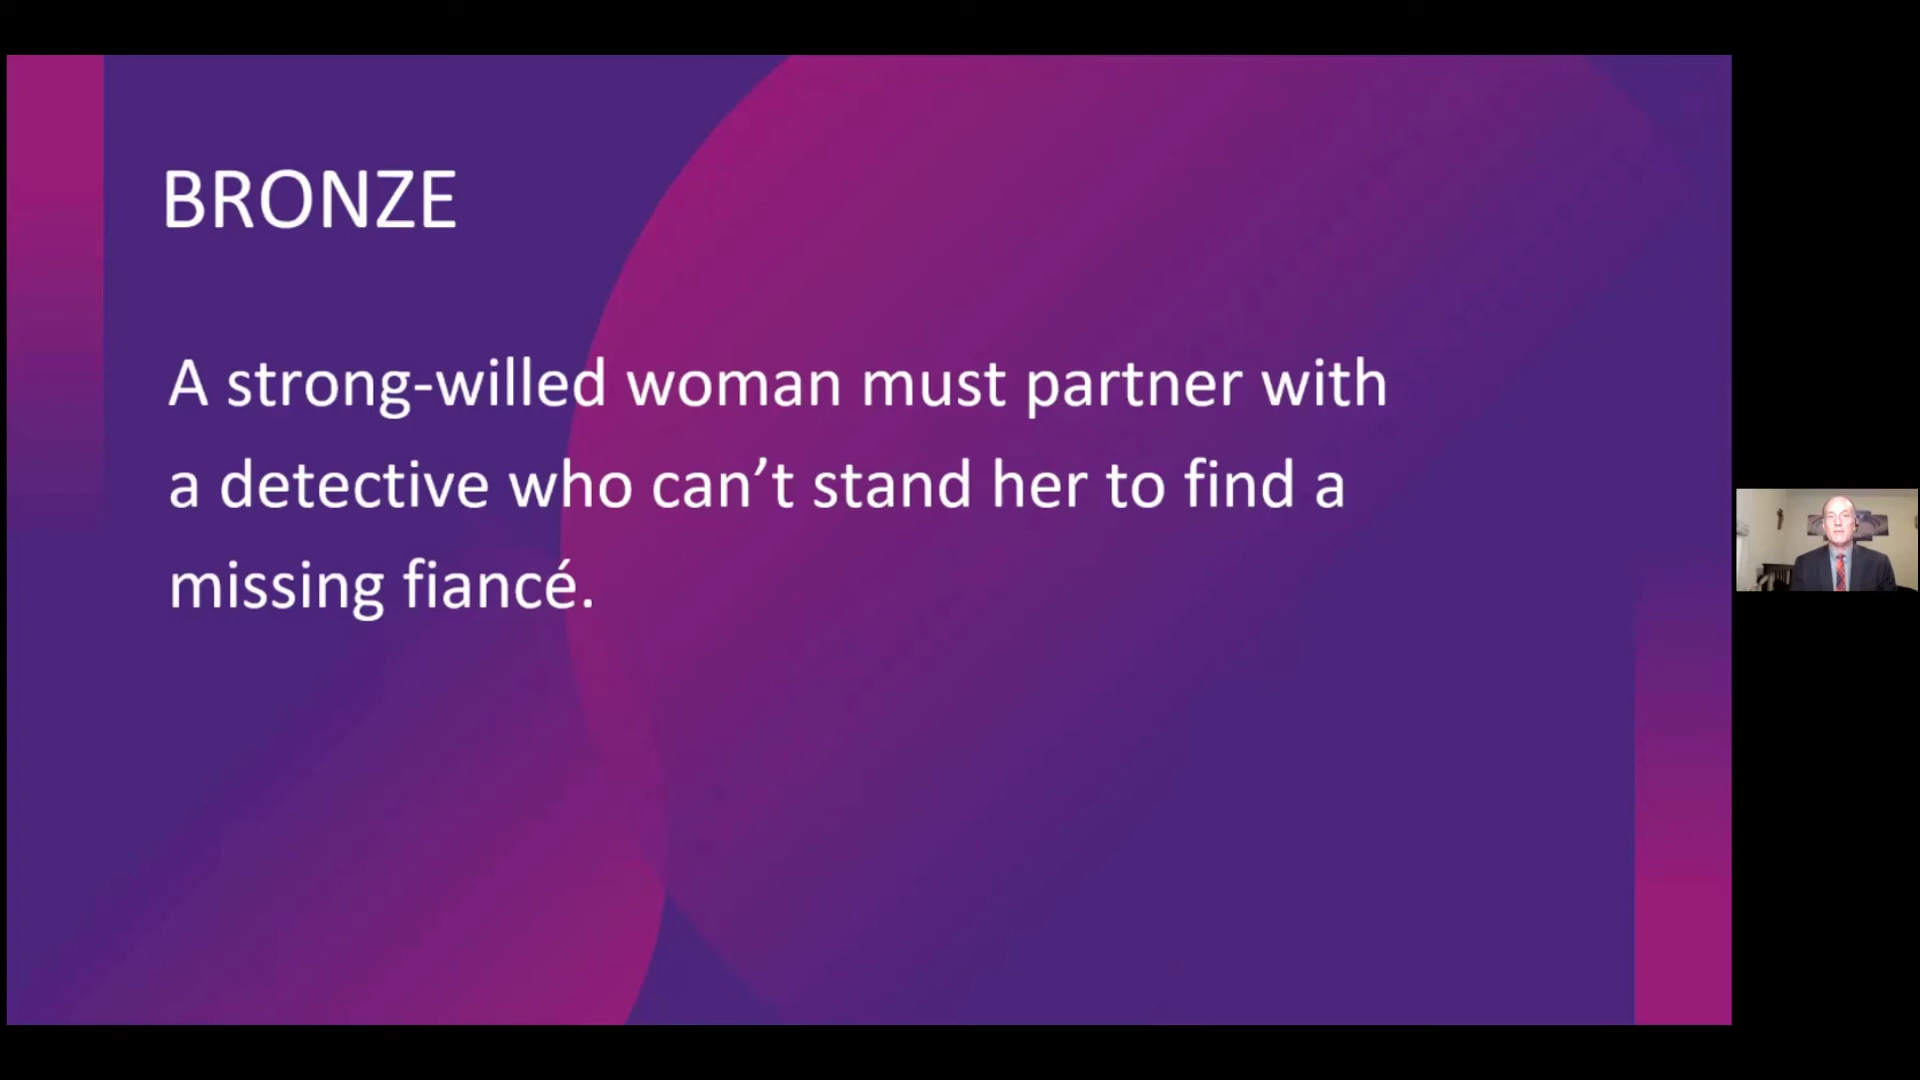 BRONZE
A strong-willed woman must partner with
a detective who can’t stand her to find a
missing fiancé.